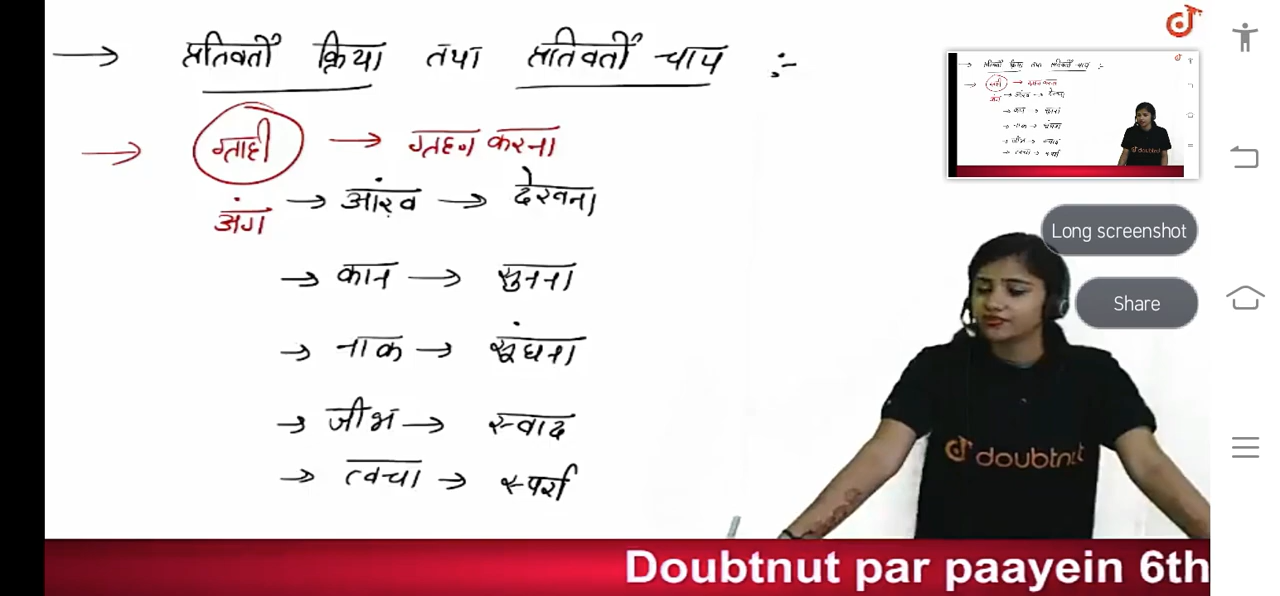 → प्रतिवर्ती क्रिया तथा प्रतिवर्ती चाप :-
→ ग्राही → ग्रहण करना
अंग → आंख → देखना
→ कान → सुनना
→ नाक → सूंघना
→ जीभ → स्वाद
→ त्वचा → स्पर्श
Long screenshot
Share
doubtnut
Doubtnut par paayein 6th